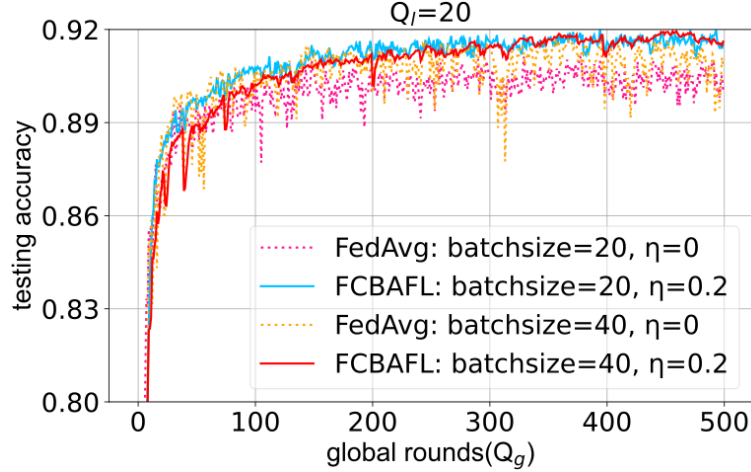 Q_l=20
0.92
0.89
0.86
0.83
0.80
testing accuracy
FedAvg: batchsize=20, η=0
FCBAFL: batchsize=20, η=0.2
FedAvg: batchsize=40, η=0
FCBAFL: batchsize=40, η=0.2
0 100 200 300 400 500
global rounds(Q_g)